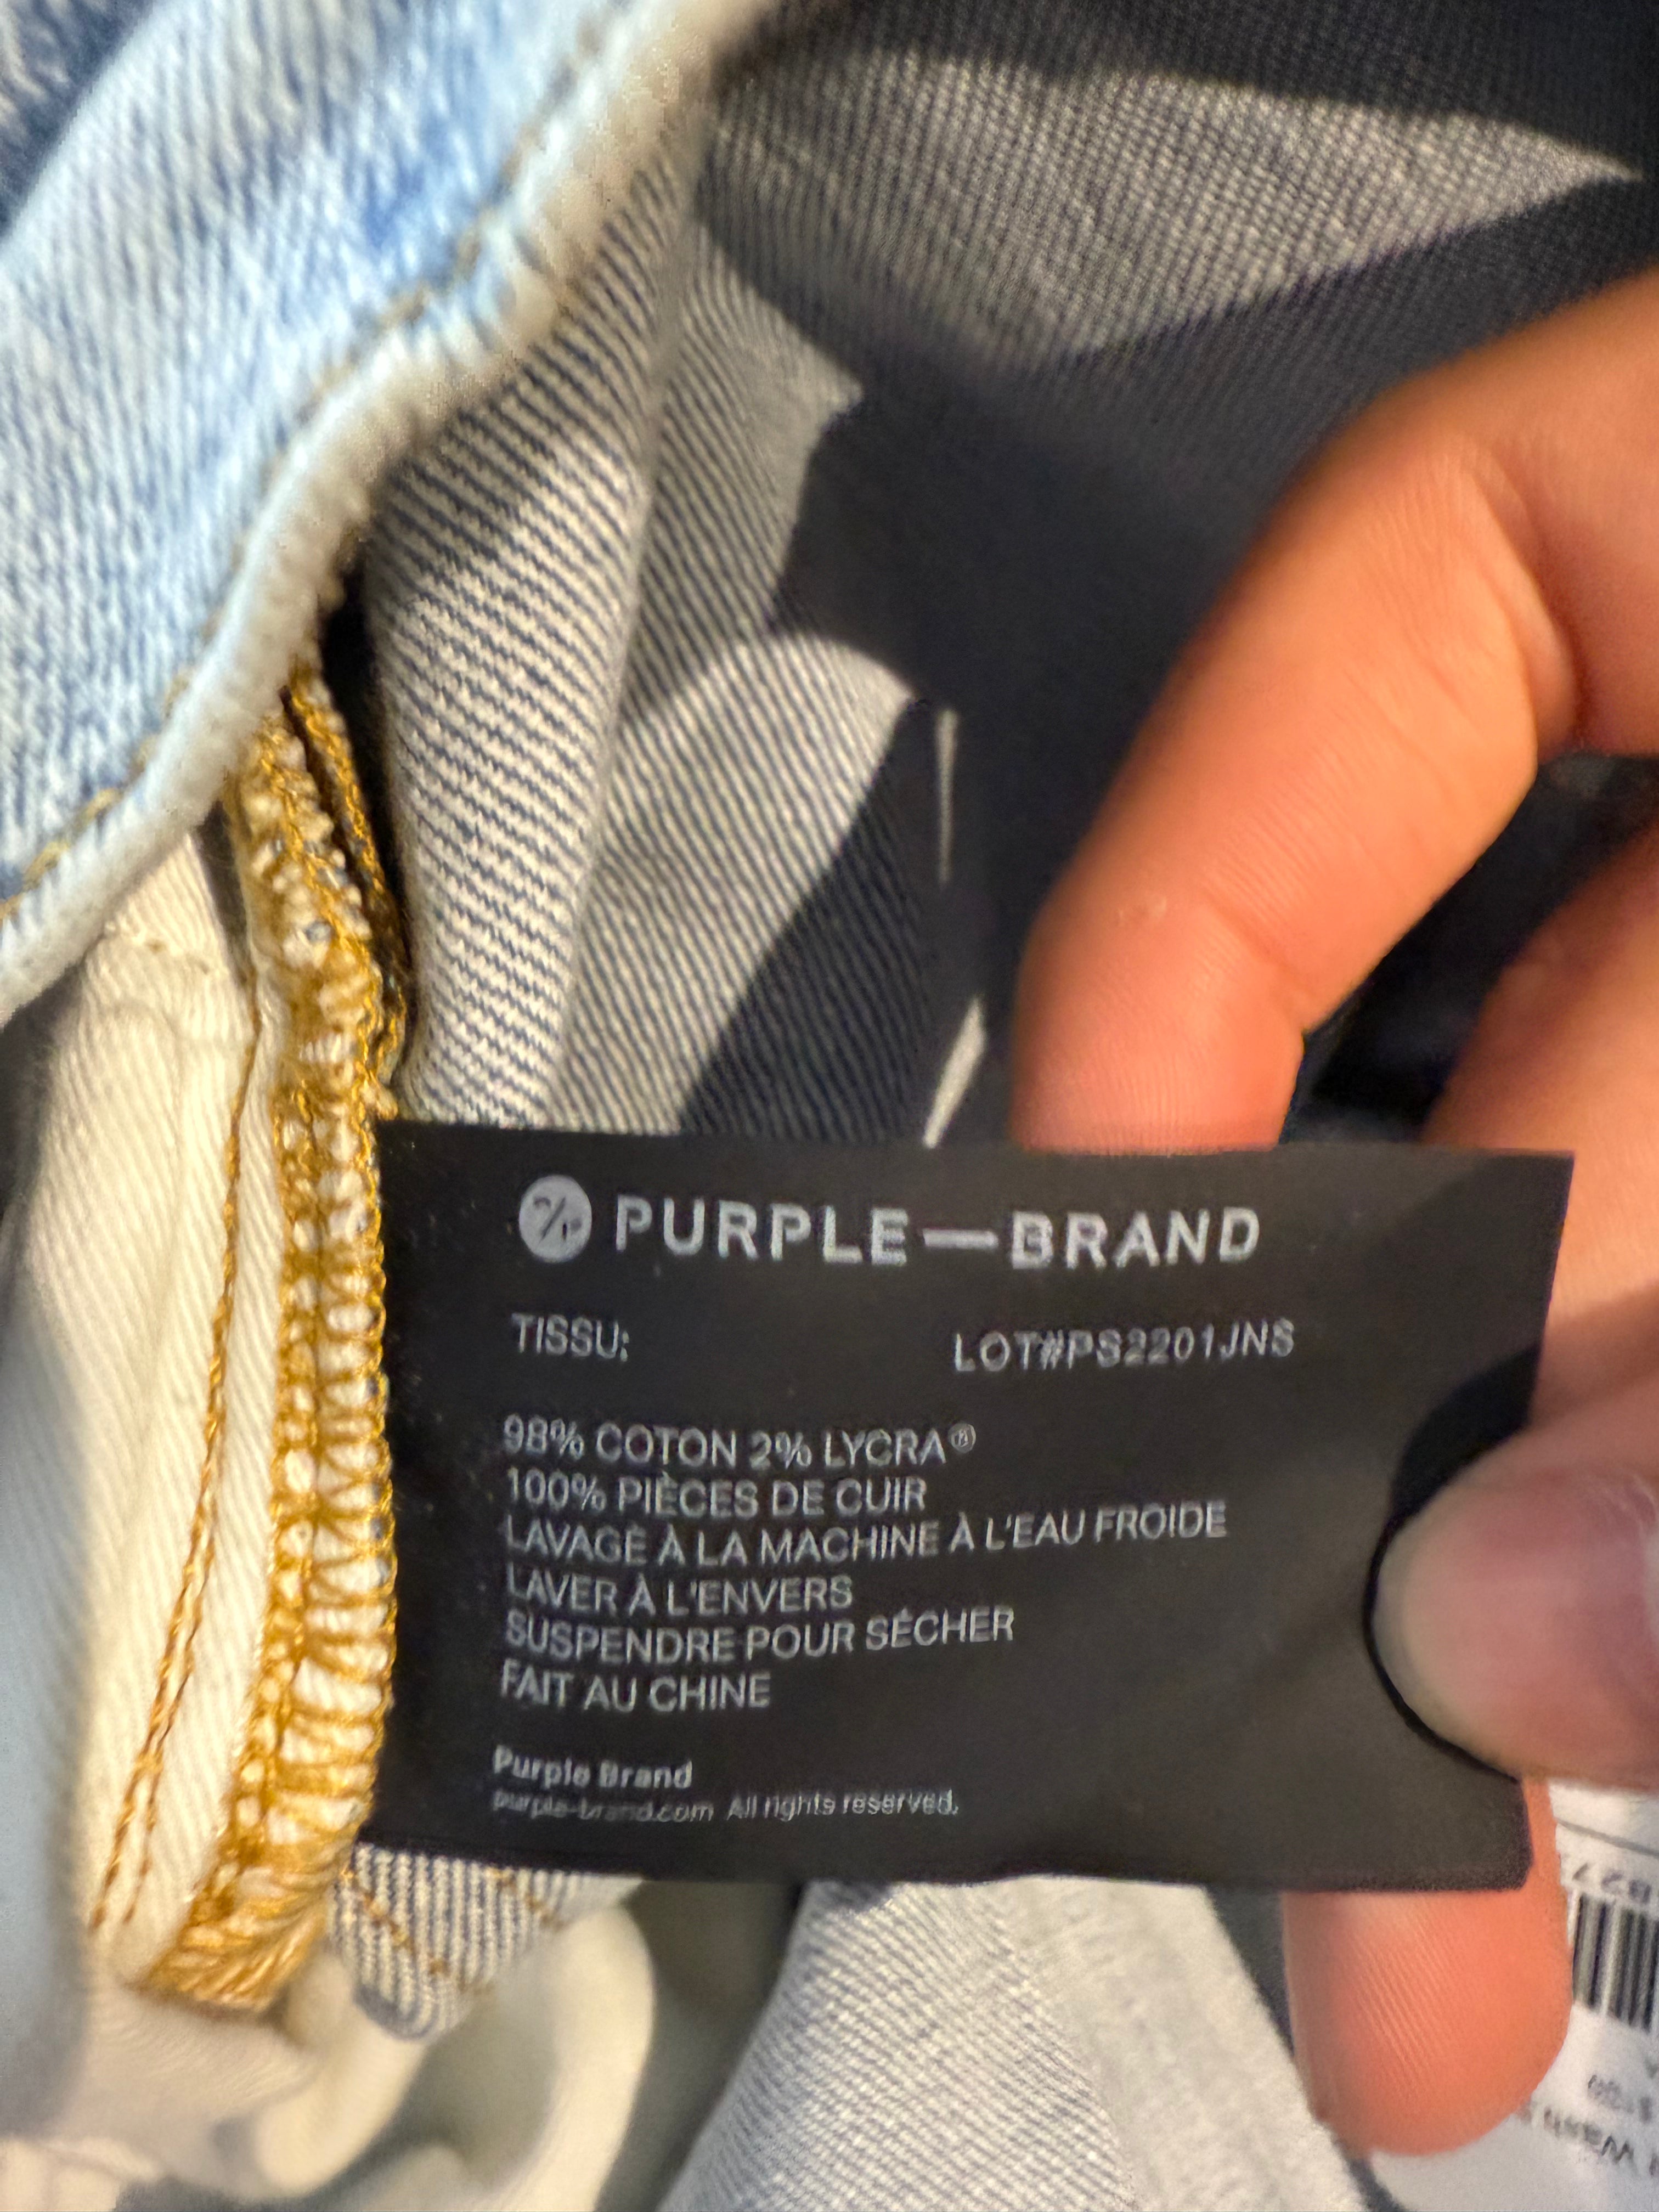 PURPLE—BRAND
TISSU: LOT#PS2201JNS
98% COTON 2% LYCRA®
100% PIÈCES DE CUIR
LAVAGE À LA MACHINE À L'EAU FROIDE
LAVER À L'ENVERS
SUSPENDRE POUR SÉCHER
FAIT AU CHINE
Purple Brand
purple-brand.com All rights reserved.
Wash